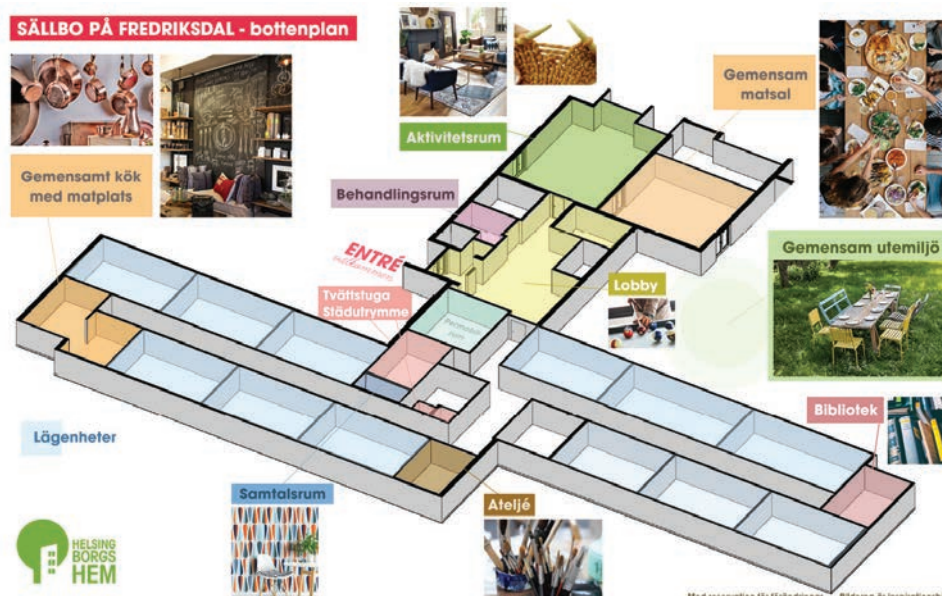 SÄLLBO PÅ FREDRIKSDAL - bottenplan
Gemensam
matsal
Aktivitetsrum
Gemensamt kök
med matplats
Behandlingsrum
ENTRÉ
välkommen
Gemensam utemiljö
Lobby
Tvättstuga
Städutrymme
Bibliotek
Lägenheter
Samtalsrum
Ateljé
HELSING
BORGS
HEM